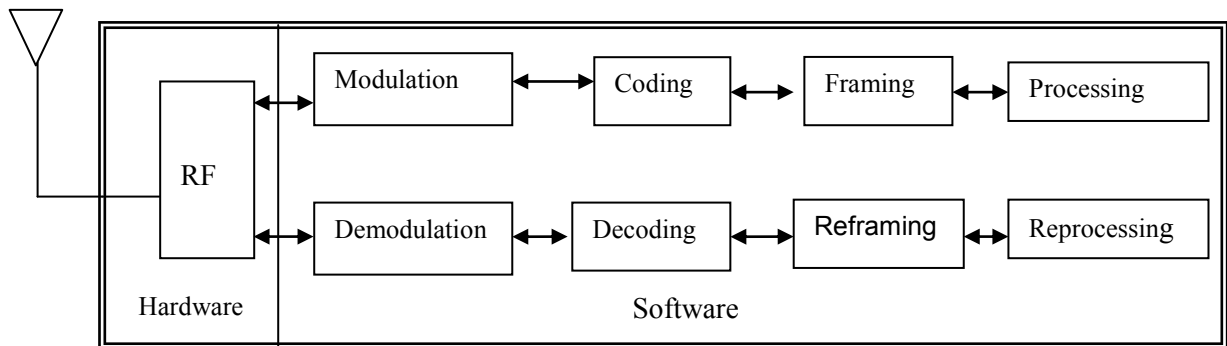 Modulation
Coding
Framing
Processing
RF
Demodulation
Decoding
Reframing
Reprocessing
Hardware
Software